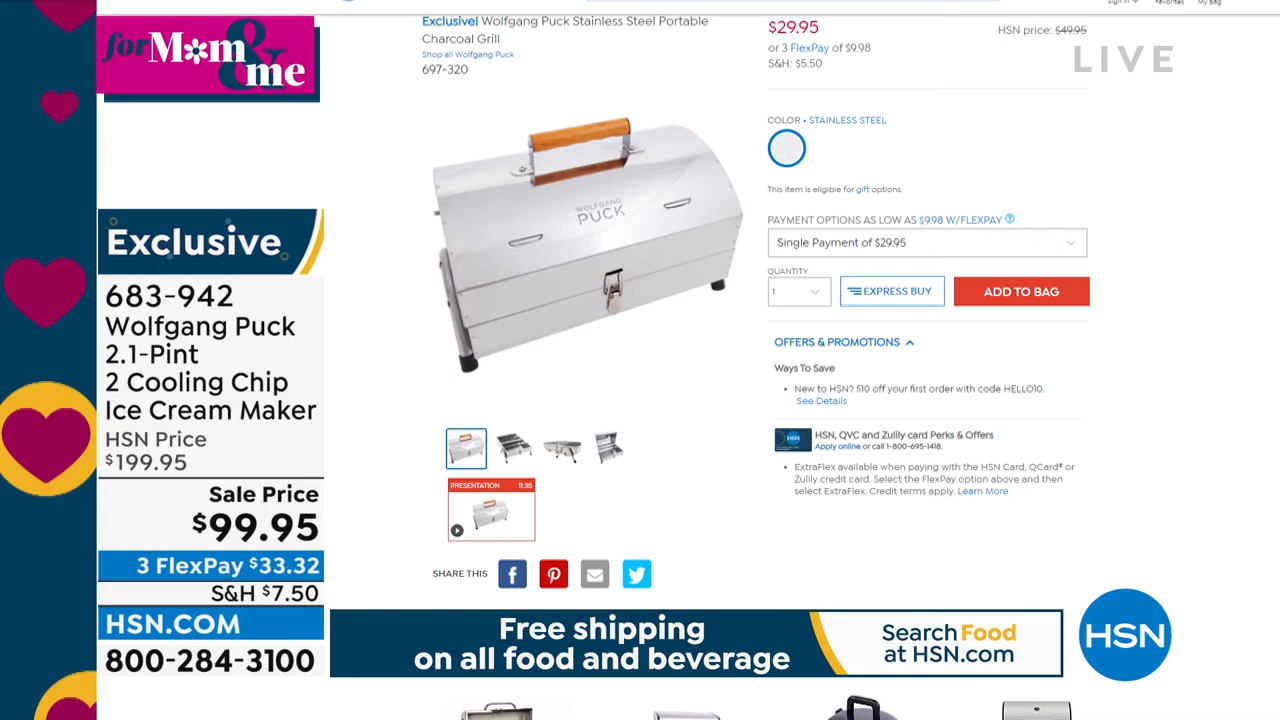 for Mom
&
me
Exclusive
683-942
Wolfgang Puck
2.1-Pint
2 Cooling Chip
Ice Cream Maker
HSN Price
$199.95
Sale Price
$99.95
3 FlexPay $33.32
S&H $7.50
HSN.COM
800-284-3100
Exclusive! Wolfgang Puck Stainless Steel Portable
Charcoal Grill
Shop all Wolfgang Puck
697-320
WOLFGANG
PUCK
PRESENTATION 11:35
SHARE THIS
Sign in
Favorites
My Bag
$29.95
HSN price: $49.95
or 3 FlexPay of $9.98
S&H: $5.50
LIVE
COLOR • STAINLESS STEEL
This item is eligible for gift options.
PAYMENT OPTIONS AS LOW AS $9.98 W/FLEXPAY ?
Single Payment of $29.95
QUANTITY
1
EXPRESS BUY
ADD TO BAG
OFFERS & PROMOTIONS
Ways To Save
• New to HSN? $10 off your first order with code HELLO10.
See Details
HSN
HSN, QVC and Zulily card Perks & Offers
Apply online or call 1-800-695-1418.
• ExtraFlex available when paying with the HSN Card, QCard® or
Zulily credit card. Select the FlexPay option above and then
select ExtraFlex. Credit terms apply. Learn More
Free shipping
on all food and beverage
Search Food
at HSN.com
HSN